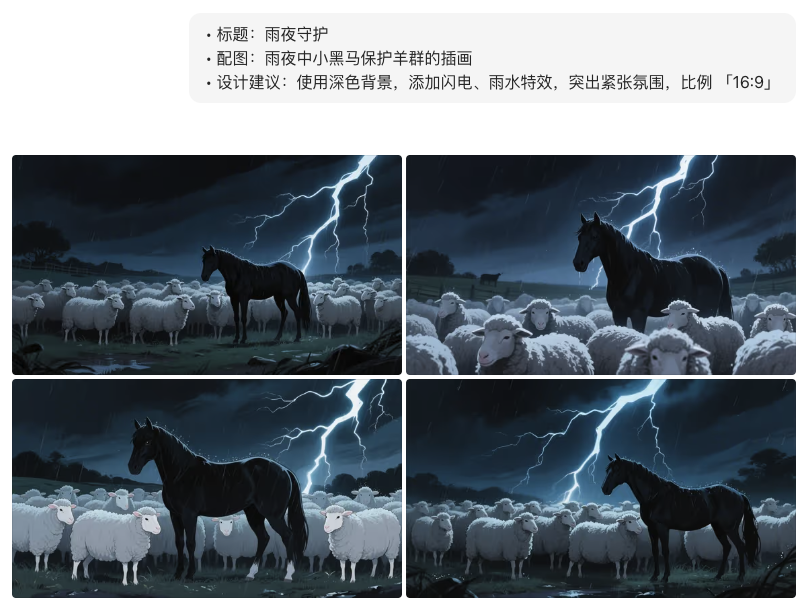 • 标题：雨夜守护
• 配图：雨夜中小黑马保护羊群的插画
• 设计建议：使用深色背景，添加闪电、雨水特效，突出紧张氛围，比例 「16:9」